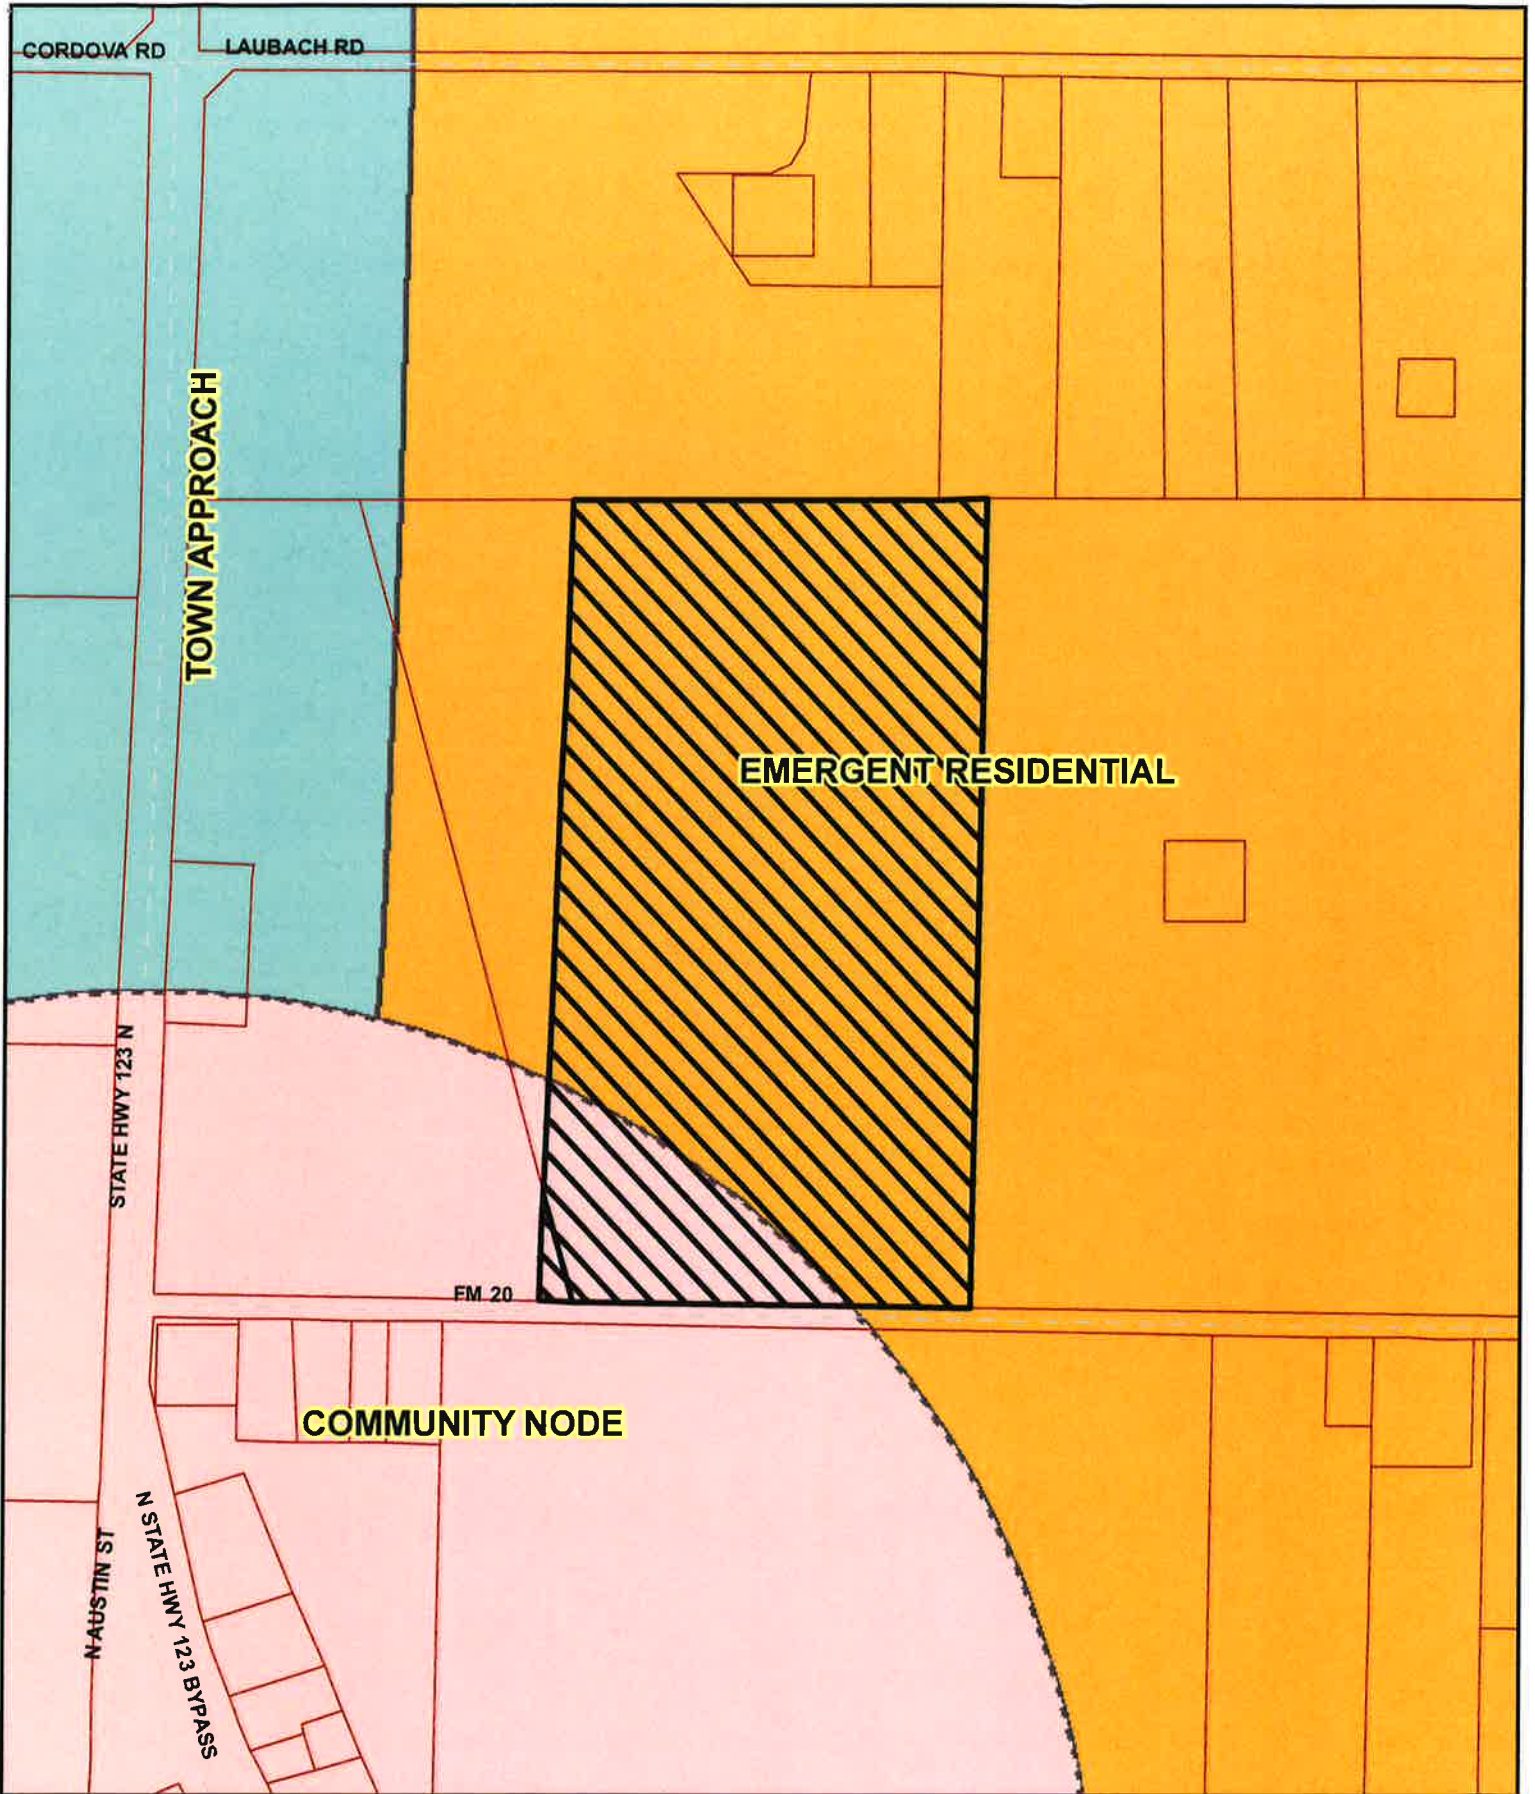 CORDOVA RD
LAUBACH RD
TOWN APPROACH
EMERGENT RESIDENTIAL
STATE HWY 123 N
FM 20
COMMUNITY NODE
N AUSTIN ST
N STATE HWY 123 BYPASS